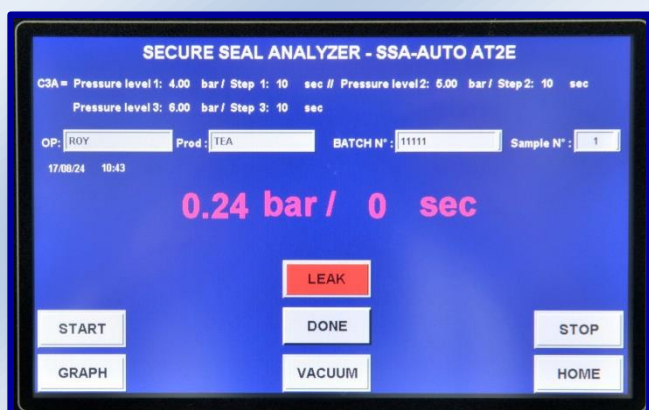 SECURE SEAL ANALYZER - SSA-AUTO AT2E
C3A = Pressure level 1: 4.00 bar / Step 1: 10 sec // Pressure level 2: 5.00 bar / Step 2: 10 sec
Pressure level 3: 6.00 bar / Step 3: 10 sec
OP: ROY Prod : TEA BATCH N° : 11111 Sample N° : 1
17/08/24 10:43
0.24 bar / 0 sec
LEAK
START DONE STOP
GRAPH VACUUM HOME